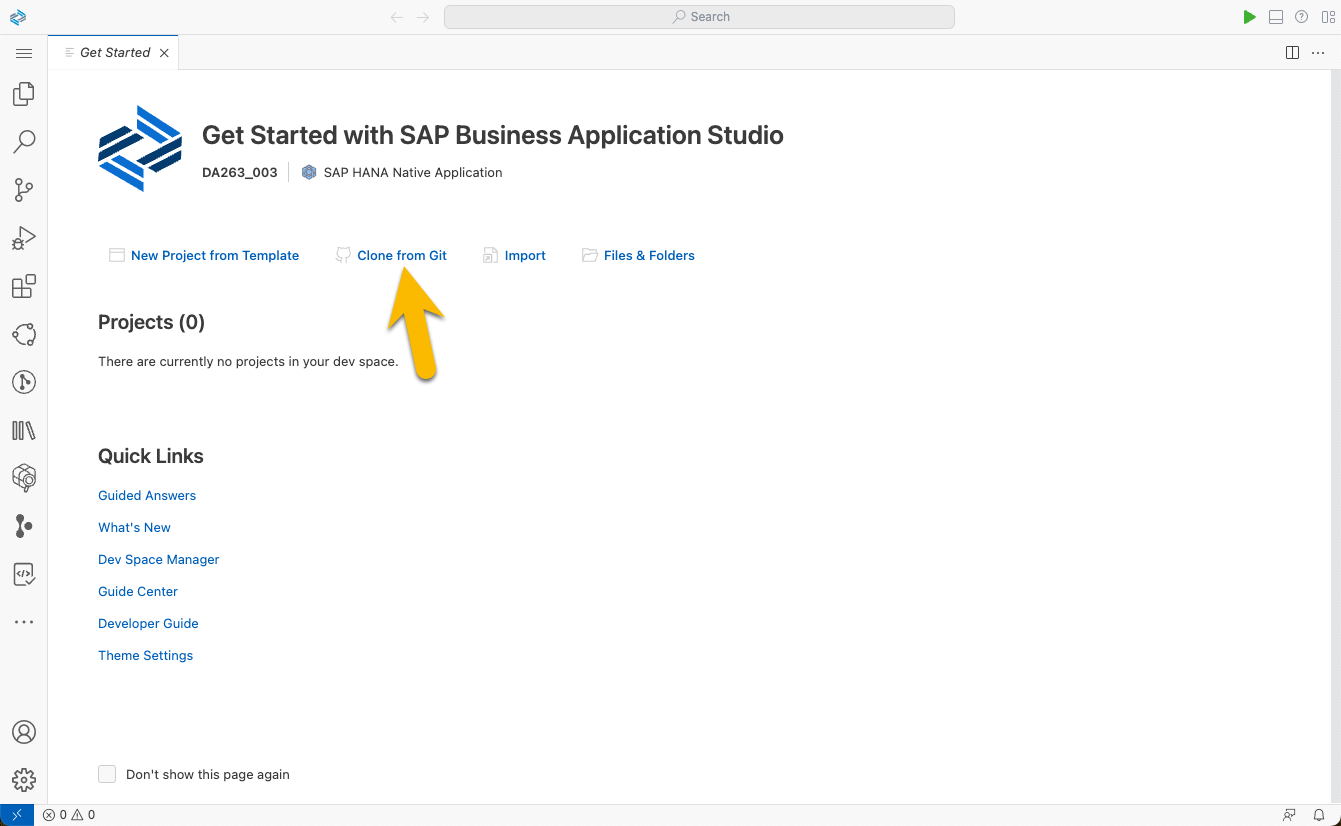 Search
Get Started
Get Started with SAP Business Application Studio
DA263_003 SAP HANA Native Application
New Project from Template Clone from Git Import Files & Folders
Projects (0)
There are currently no projects in your dev space.
Quick Links
Guided Answers
What's New
Dev Space Manager
Guide Center
Developer Guide
Theme Settings
Don't show this page again
0 0